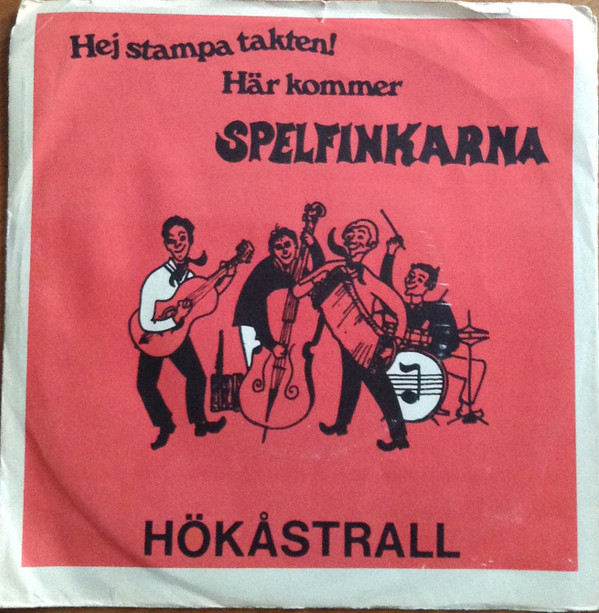 Hej stampa takten!
Här kommer
SPELFINKARNA
HÖKÅSTRALL